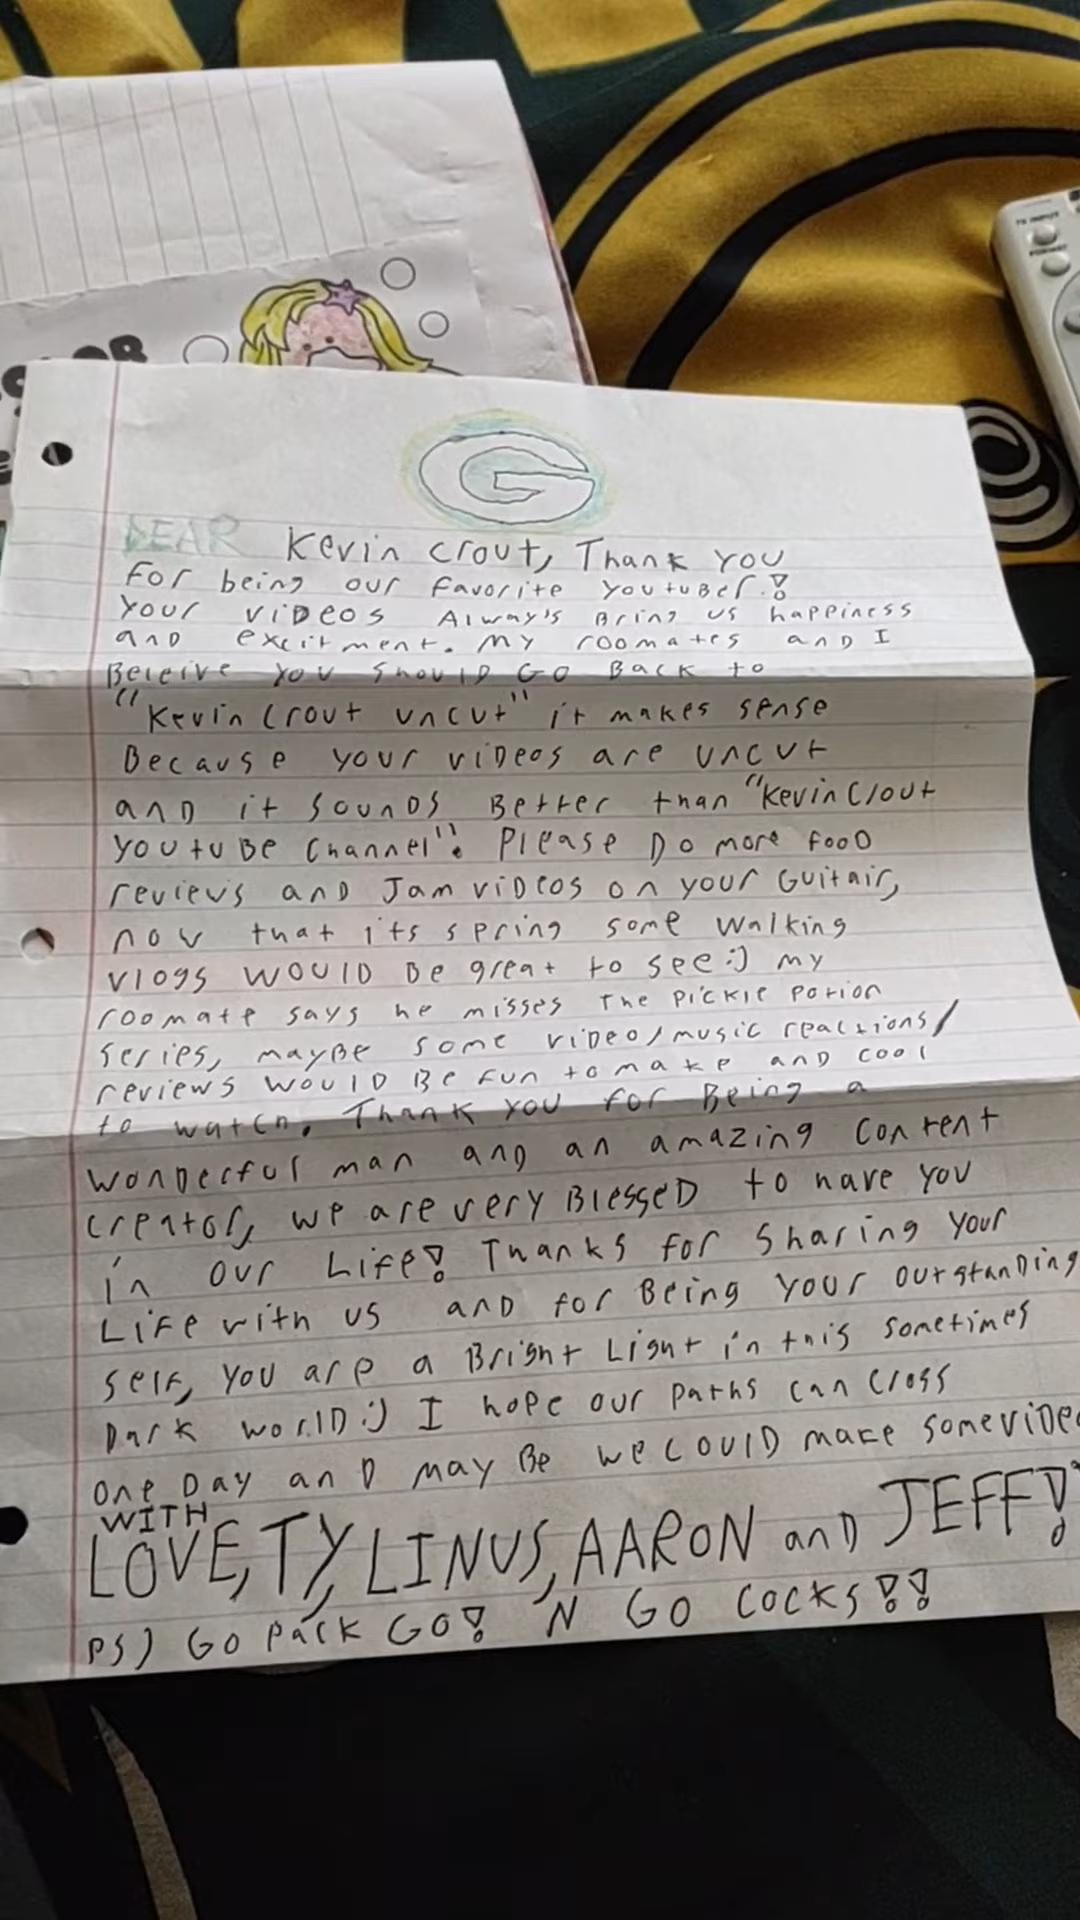 G
DEAR Kevin Crout, Thank you
For being our favorite youtuber!
Your videos Always Bring us happiness
and excitment. My roomates and I
Beleive you should Go Back to
"Kevin Crout uncut" it makes sense
Because your videos are uncut
and it sounds Better than "Kevin Crout
youtube Channel". Please Do more food
reviews and Jam videos on your Guitair,
now that its spring some walking
vlogs would be great to see :) my
roomate says he misses The Pickle Potion
series, maybe some video/music reactions/
reviews would Be fun to make and cool
to watch. Thank you for Being a
wonderful man and an amazing content
creator, we are very Blessed to have you
in our Life! Thanks for sharing your
Life with us and for Being your outstanding
self, you are a Bright Light in this sometimes
Dark world :) I hope our paths can cross
one Day and may Be we could make some video
WITH
LOVE, TY, LINUS, AARON and JEFF!
PS) GO PACK GO! N GO COCKS!!